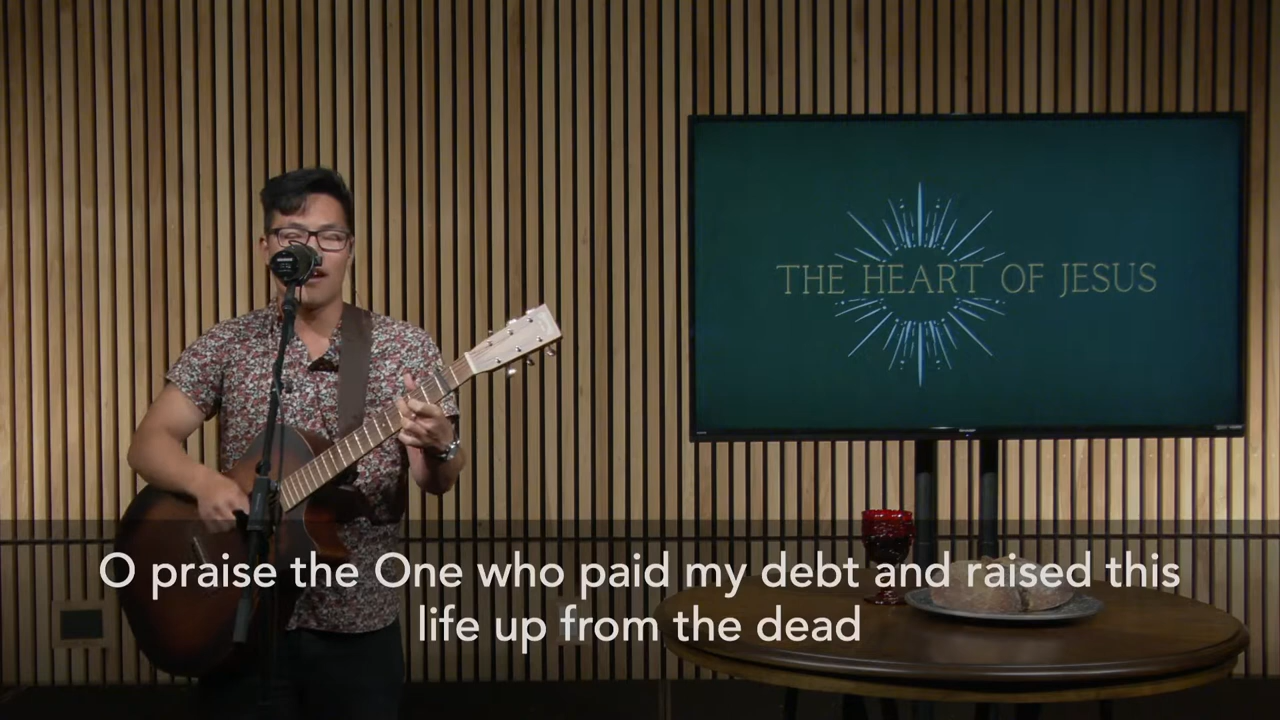 THE HEART OF JESUS
O praise the One who paid my debt and raised this
life up from the dead